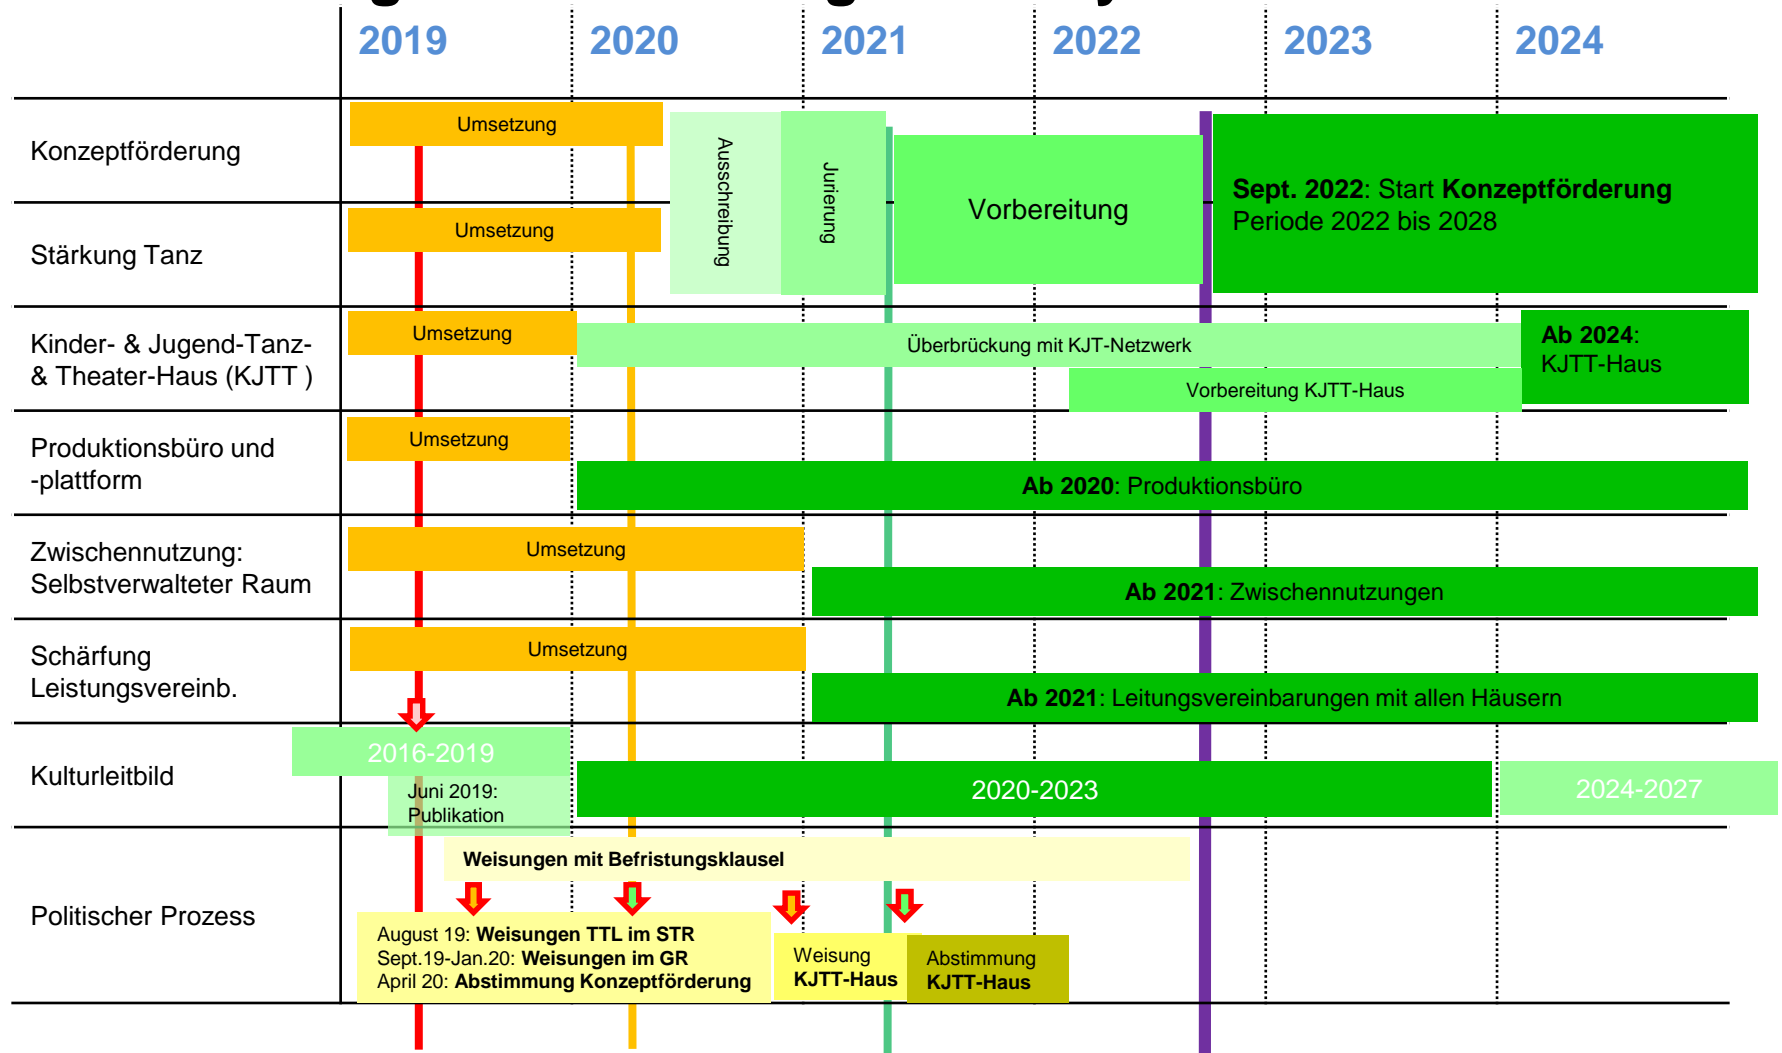 2019 2020 2021 2022 2023 2024
Konzeptförderung
Umsetzung
Ausschreibung
Jurierung
Vorbereitung
Sept. 2022: Start Konzeptförderung
Periode 2022 bis 2028
Stärkung Tanz
Umsetzung
Kinder- & Jugend-Tanz-
& Theater-Haus (KJTT )
Umsetzung
Überbrückung mit KJT-Netzwerk
Vorbereitung KJTT-Haus
Ab 2024:
KJTT-Haus
Produktionsbüro und
-plattform
Umsetzung
Ab 2020: Produktionsbüro
Zwischennutzung:
Selbstverwalteter Raum
Umsetzung
Ab 2021: Zwischennutzungen
Schärfung
Leistungsvereinb.
Umsetzung
Ab 2021: Leitungsvereinbarungen mit allen Häusern
Kulturleitbild
2016-2019
Juni 2019:
Publikation
2020-2023
2024-2027
Politischer Prozess
Weisungen mit Befristungsklausel
August 19: Weisungen TTL im STR
Sept.19-Jan.20: Weisungen im GR
April 20: Abstimmung Konzeptförderung
Weisung
KJTT-Haus
Abstimmung
KJTT-Haus